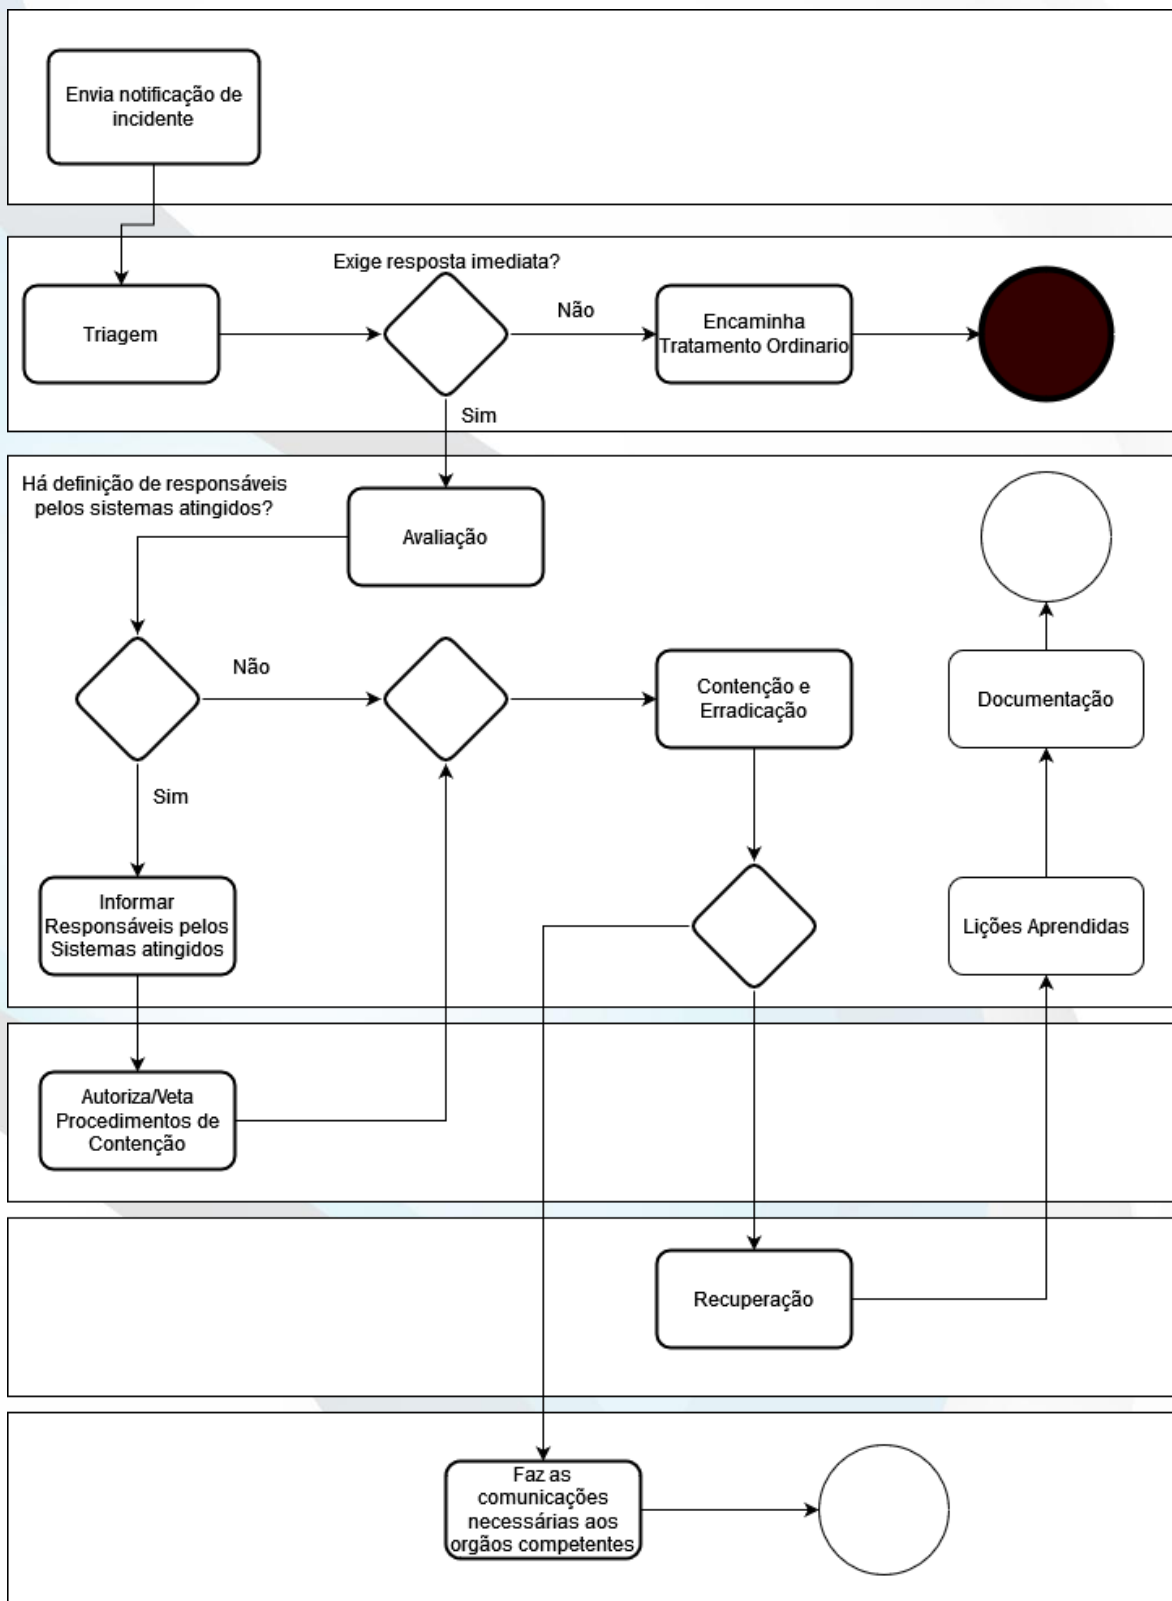 Envia notificação de
incidente
Exige resposta imediata?
Triagem
Não
Encaminha
Tratamento Ordinario
Sim
Há definição de responsáveis
pelos sistemas atingidos?
Avaliação
Não
Contenção e
Erradicação
Documentação
Sim
Informar
Responsáveis pelos
Sistemas atingidos
Lições Aprendidas
Autoriza/Veta
Procedimentos de
Contenção
Recuperação
Faz as
comunicações
necessárias aos
orgãos competentes